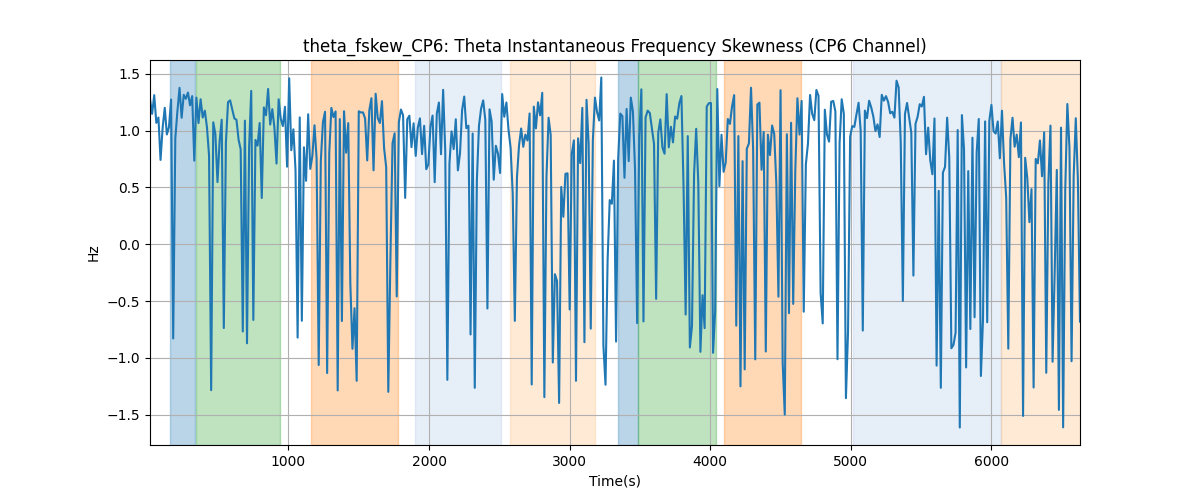 theta_fskew_CP6: Theta Instantaneous Frequency Skewness (CP6 Channel)
1.5
1.0
0.5
0.0
−0.5
−1.0
−1.5
Hz
1000 2000 3000 4000 5000 6000
Time(s)